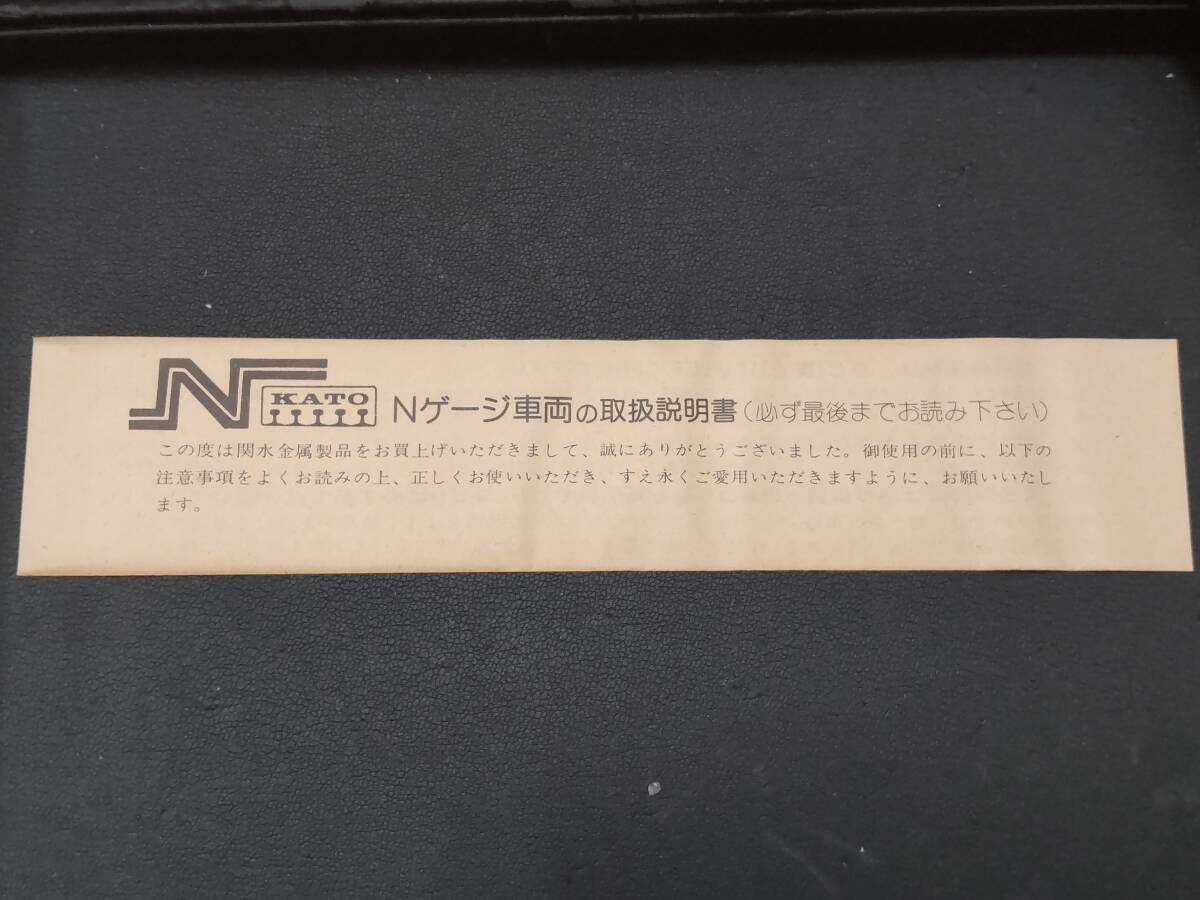 N KATO Nゲージ車両の取扱説明書(必ず最後までお読み下さい)
この度は関水金属製品をお買上げいただきまして、誠にありがとうございました。御使用の前に、以下の
注意事項をよくお読みの上、正しくお使いいただき、すえ永くご愛用いただきますように、お願いいたし
ます。